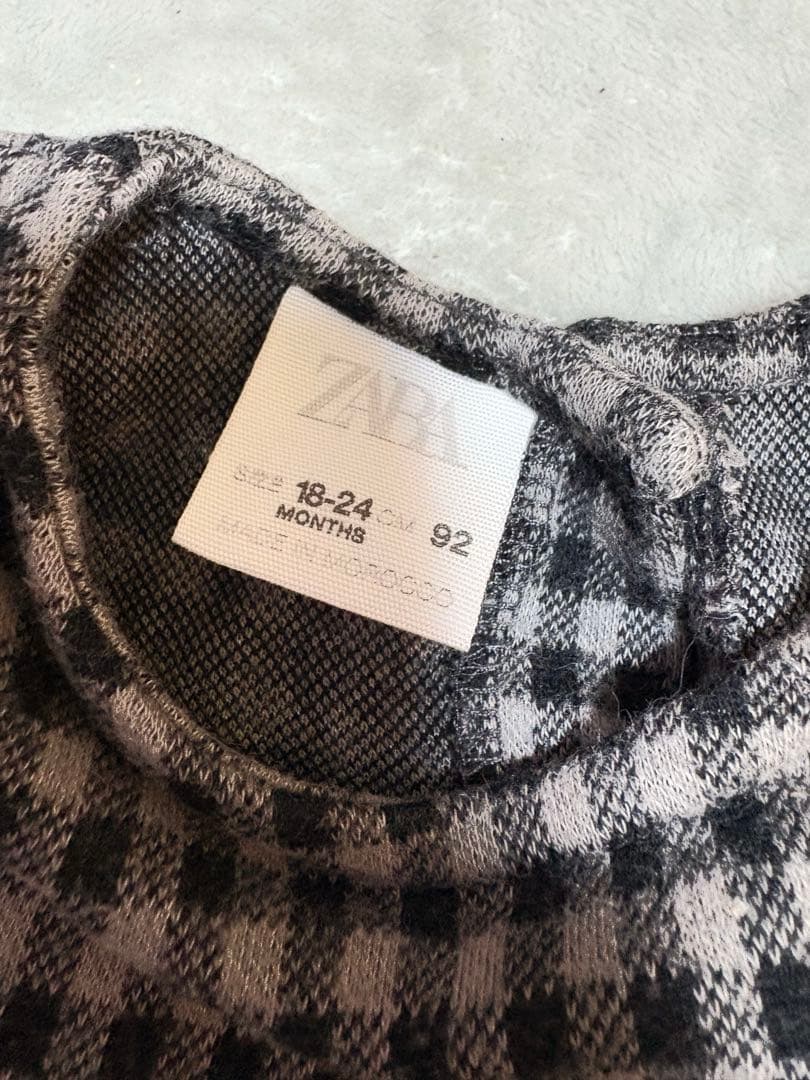 ZARA
SIZE 18-24 CM 92
MONTHS
MADE IN MOROCCO